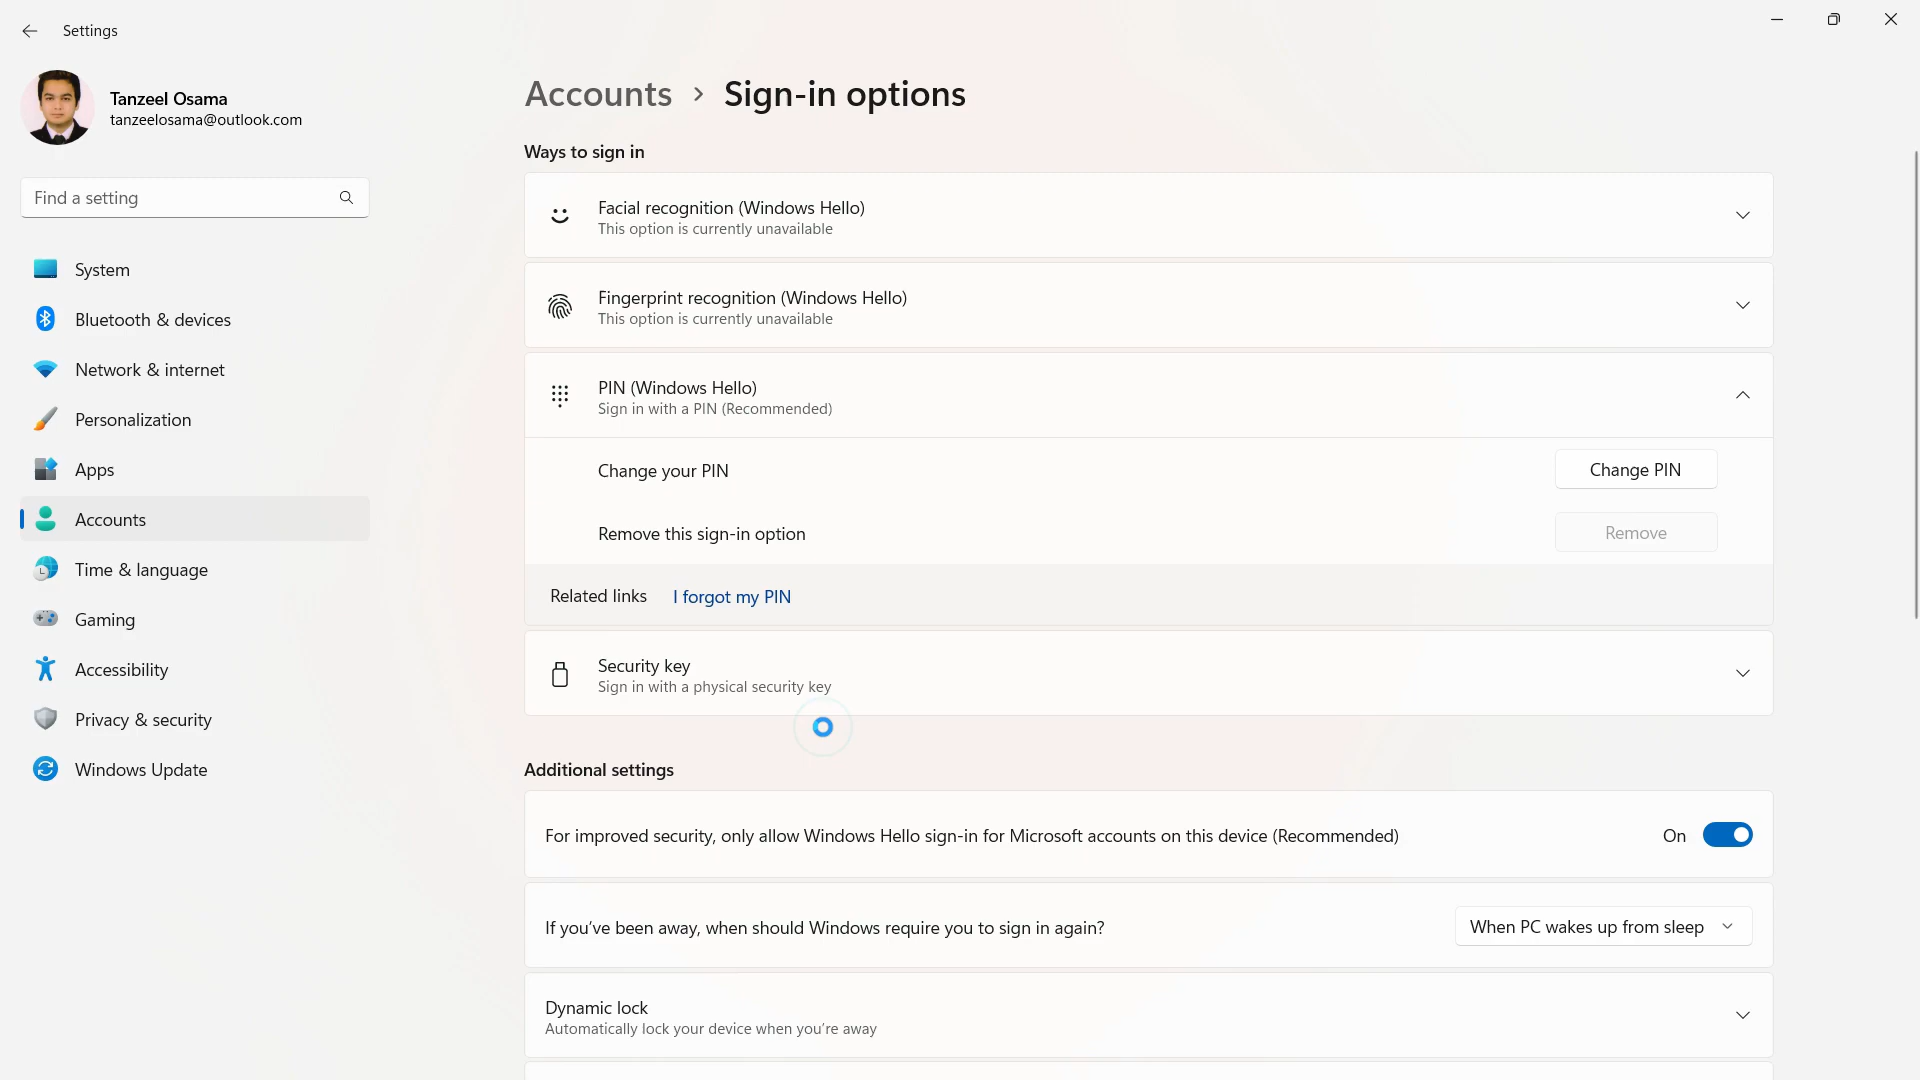 Settings
Tanzeel Osama
tanzeelosama@outlook.com
Find a setting
System
Bluetooth & devices
Network & internet
Personalization
Apps
Accounts
Time & language
Gaming
Accessibility
Privacy & security
Windows Update
Accounts > Sign-in options
Ways to sign in
Facial recognition (Windows Hello)
This option is currently unavailable
Fingerprint recognition (Windows Hello)
This option is currently unavailable
PIN (Windows Hello)
Sign in with a PIN (Recommended)
Change your PIN
Change PIN
Remove this sign-in option
Remove
Related links I forgot my PIN
Security key
Sign in with a physical security key
Additional settings
For improved security, only allow Windows Hello sign-in for Microsoft accounts on this device (Recommended)
On
If you've been away, when should Windows require you to sign in again?
When PC wakes up from sleep
Dynamic lock
Automatically lock your device when you're away